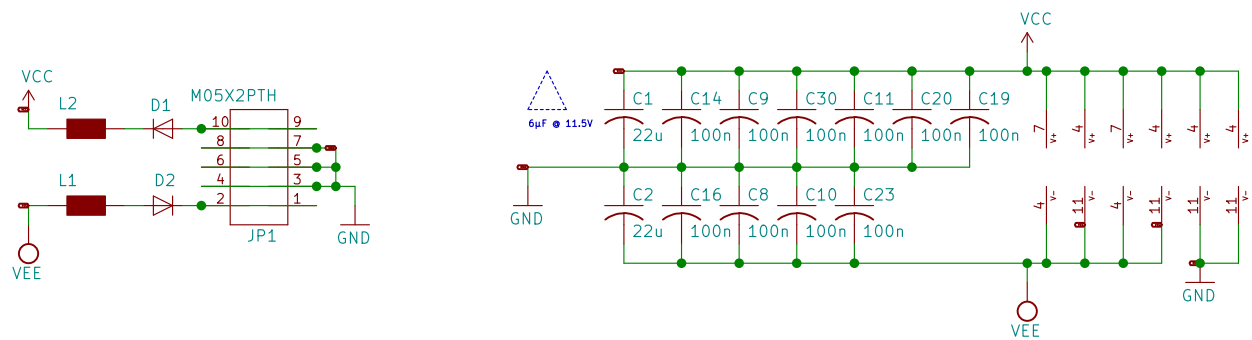 VCC
L2
D1
M05X2PTH
10 9
8 7
6 5
4 3
2 1
L1
D2
JP1
GND
VEE
VCC
6µF @ 11.5V
C1 C14 C9 C30 C11 C20 C19
22u 100n 100n 100n 100n 100n 100n
7 V+ 4 V+ 7 V+ 4 V+ 4 V+ 4 V+
GND
C2 C16 C8 C10 C23
22u 100n 100n 100n 100n
4 V- 11 V- 4 V- 11 V- 11 V- 11 V-
GND
VEE